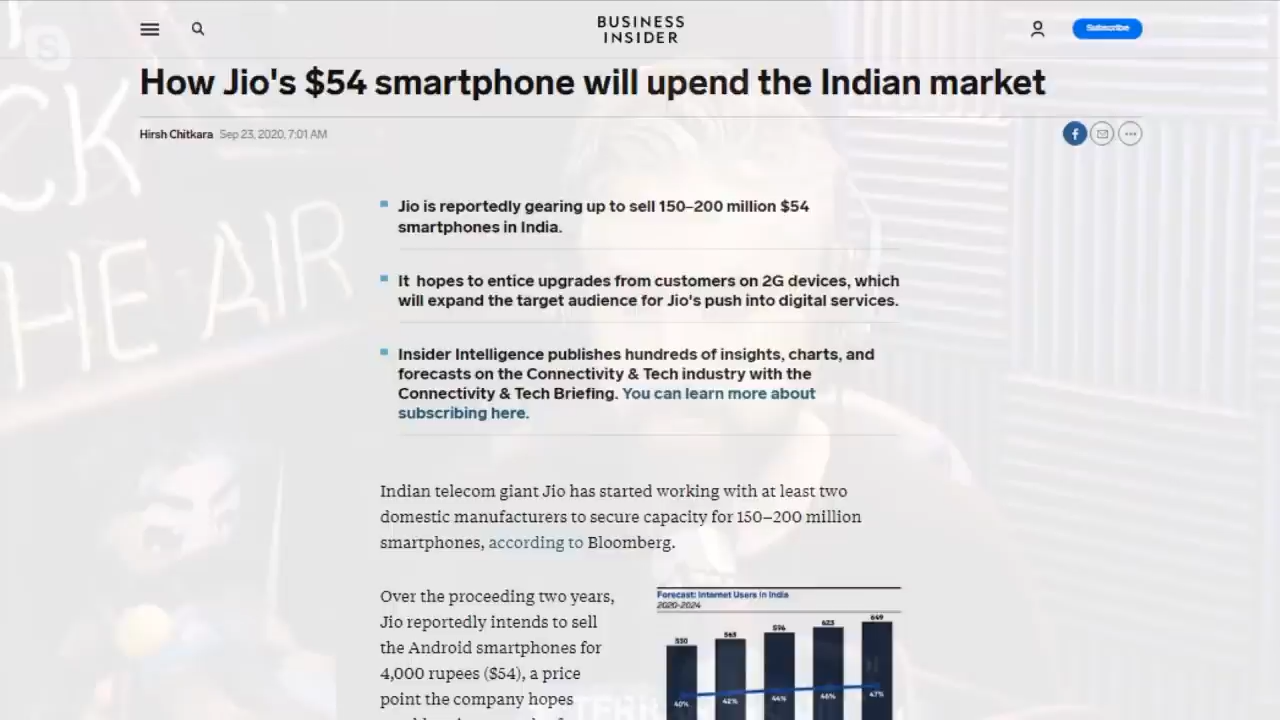 BUSINESS
INSIDER
Subscribe
How Jio's $54 smartphone will upend the Indian market
Hirsh Chitkara Sep 23, 2020, 7:01 AM
Jio is reportedly gearing up to sell 150–200 million $54
smartphones in India.
It hopes to entice upgrades from customers on 2G devices, which
will expand the target audience for Jio's push into digital services.
Insider Intelligence publishes hundreds of insights, charts, and
forecasts on the Connectivity & Tech industry with the
Connectivity & Tech Briefing. You can learn more about
subscribing here.
Indian telecom giant Jio has started working with at least two
domestic manufacturers to secure capacity for 150–200 million
smartphones, according to Bloomberg.
Over the proceeding two years,
Jio reportedly intends to sell
the Android smartphones for
4,000 rupees ($54), a price
point the company hopes
Forecast: Internet Users in India
2020-2024
530 565 596 623 649
40% 42% 44% 46% 47%
CK
HE AIR